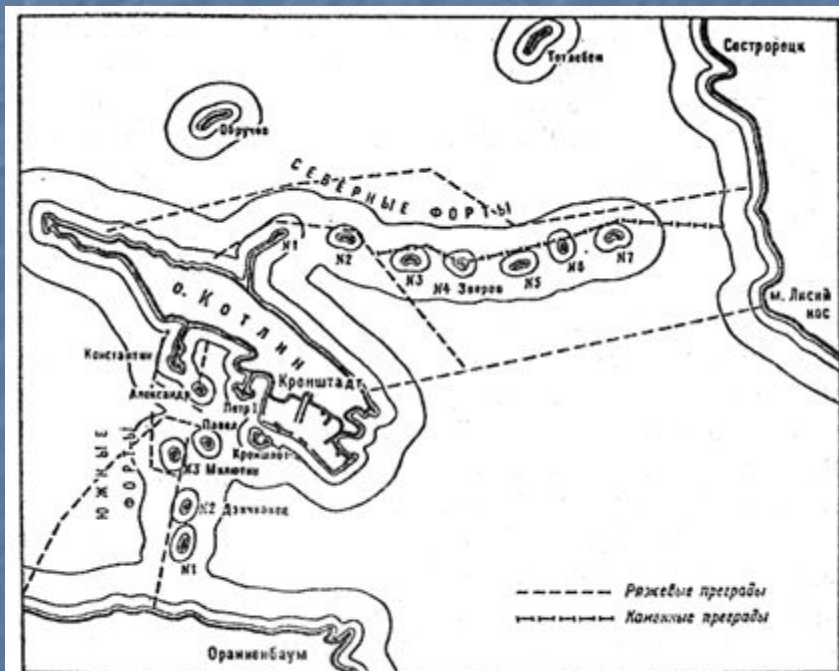 Сестрорецк
Тотлебен
Обручев
СЕВЕРНЫЕ ФОРТЫ
N1
N2
N3
N4 Зверев
N5
N6
N7
м. Лисий
нос
о. КОТЛИН
Константин
Александр
Петр I
Кронштадт
Павел
Кроншлот
N3 Милютин
ЮЖНЫЕ
ФОРТЫ
N2 Дзичканец
N1
Ораниенбаум
Ряжевые преграды
Каменные преграды